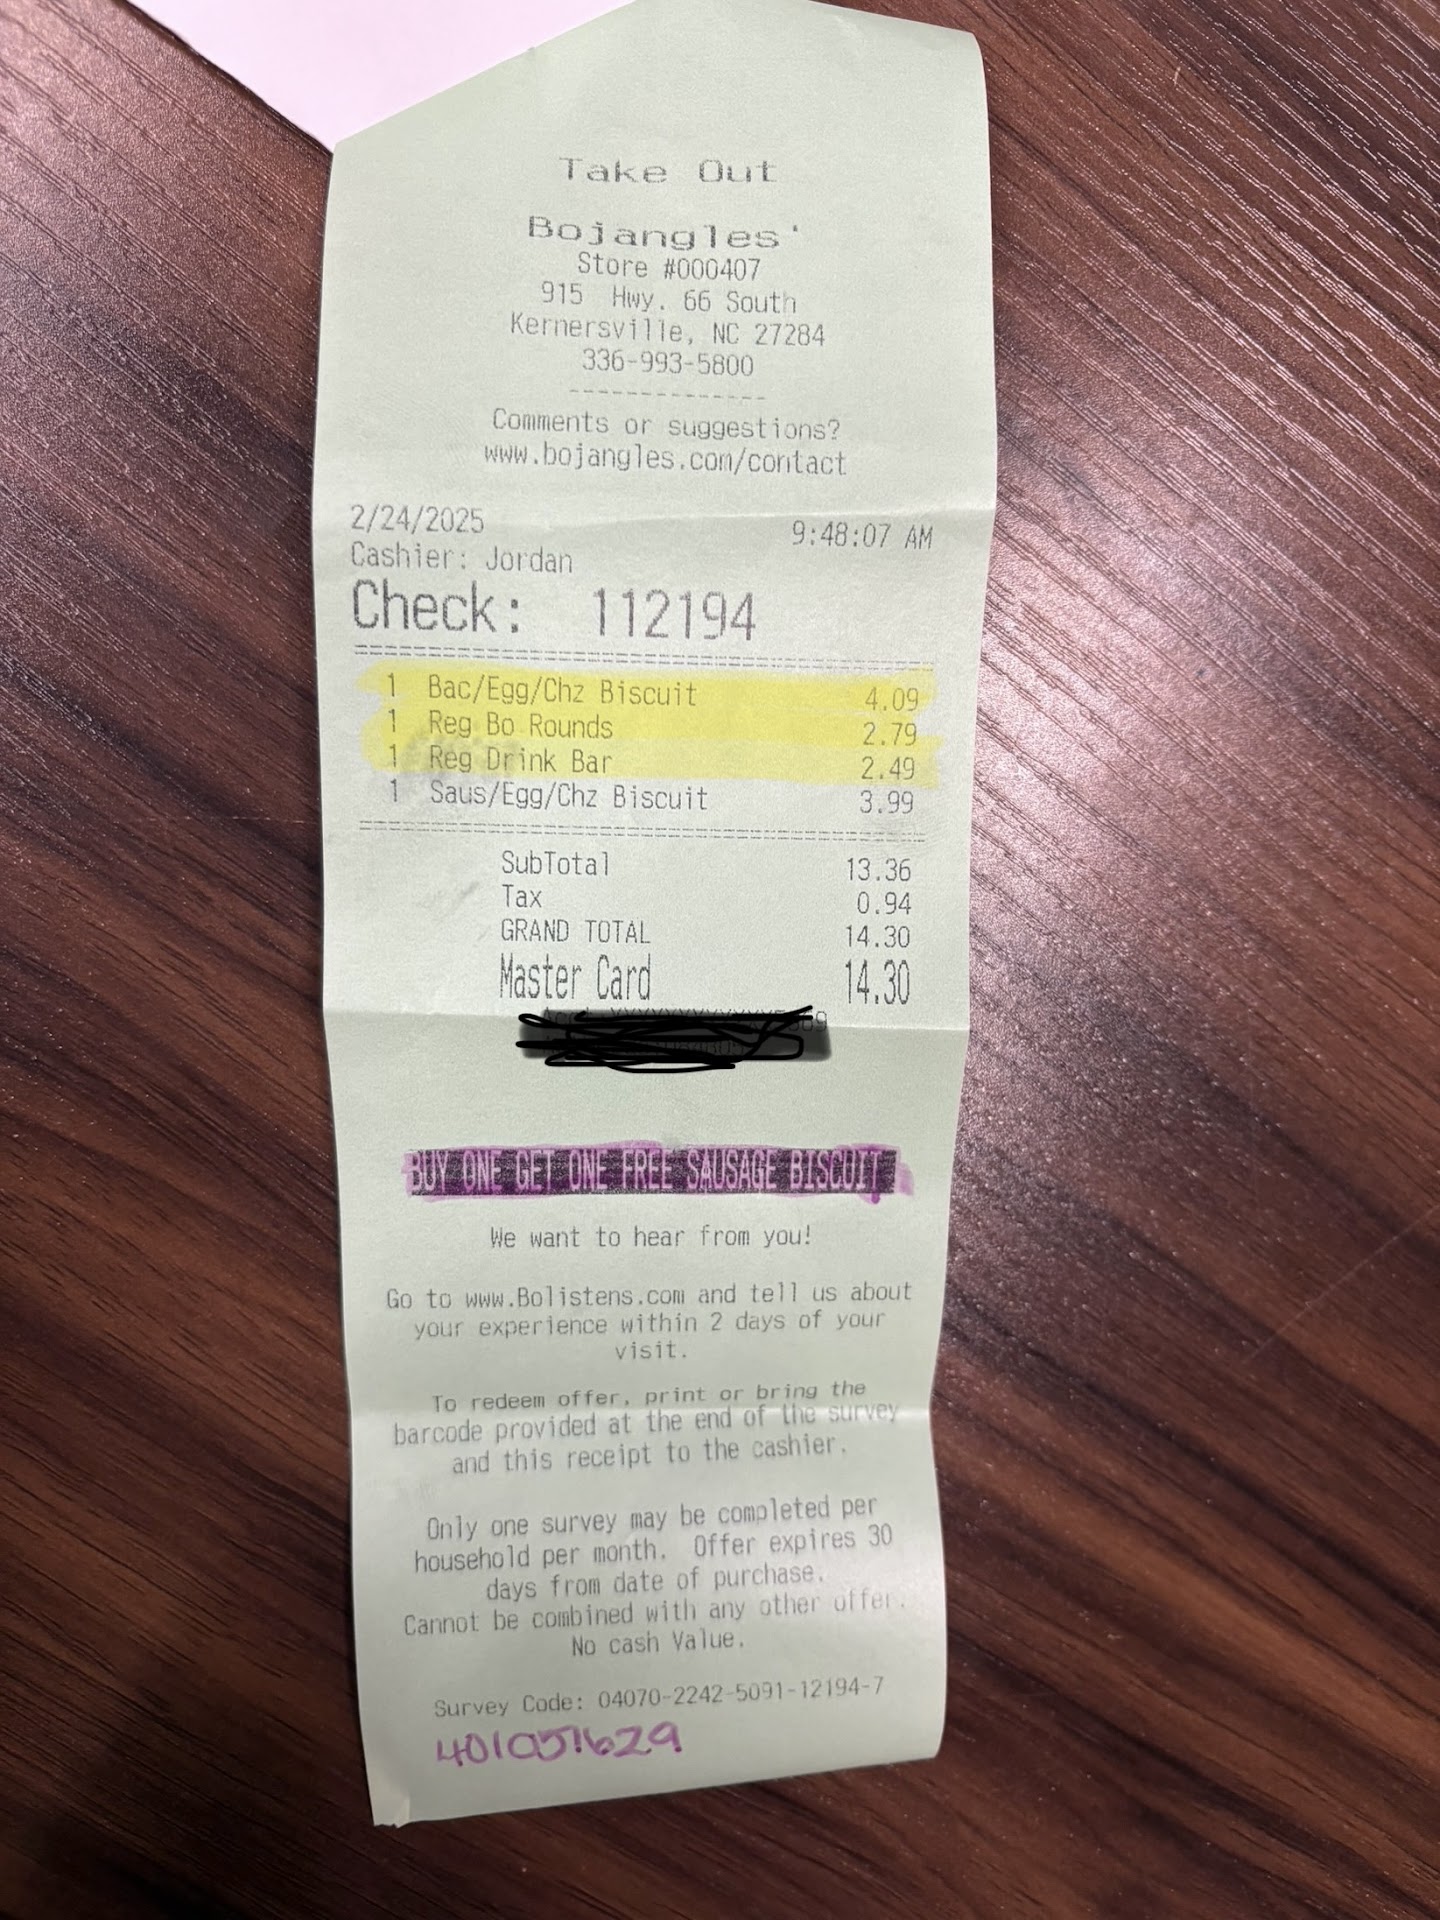 Take Out
Bojangles'
Store #000407
915 Hwy. 66 South
Kernersville, NC 27284
336-993-5800
--------------
Comments or suggestions?
www.bojangles.com/contact
2/24/2025 9:48:07 AM
Cashier: Jordan
Check: 112194
1 Bac/Egg/Chz Biscuit 4.09
1 Reg Bo Rounds 2.79
1 Reg Drink Bar 2.49
1 Saus/Egg/Chz Biscuit 3.99
SubTotal 13.36
Tax 0.94
GRAND TOTAL 14.30
Master Card 14.30
BUY ONE GET ONE FREE SAUSAGE BISCUIT
We want to hear from you!
Go to www.Bolistens.com and tell us about
your experience within 2 days of your
visit.
To redeem offer, print or bring the
barcode provided at the end of the survey
and this receipt to the cashier.
Only one survey may be completed per
household per month. Offer expires 30
days from date of purchase.
Cannot be combined with any other offer.
No cash Value.
Survey Code: 04070-2242-5091-12194-7
401051629